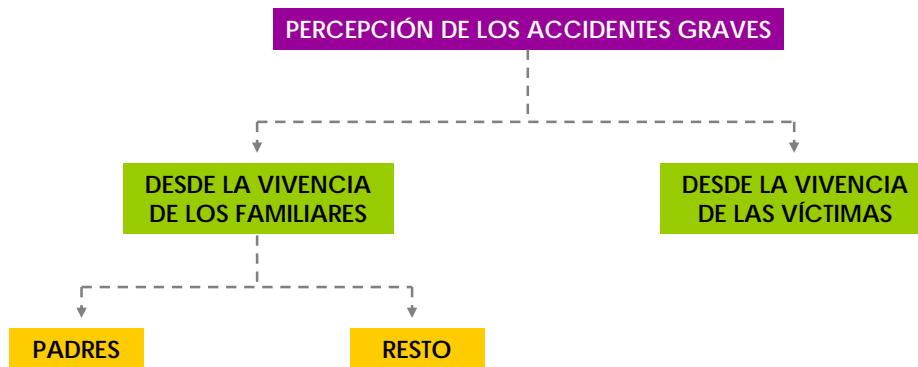 PERCEPCIÓN DE LOS ACCIDENTES GRAVES
DESDE LA VIVENCIA
DE LOS FAMILIARES
DESDE LA VIVENCIA
DE LAS VÍCTIMAS
PADRES
RESTO